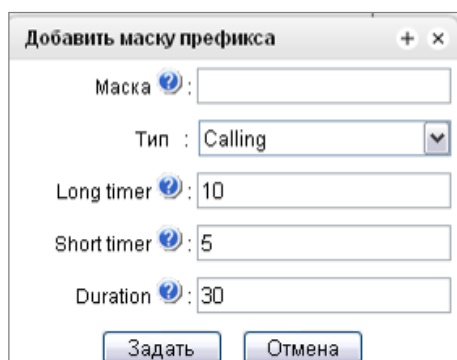 Добавить маску префикса + ×
Маска ? :
Тип : Calling
Long timer ? : 10
Short timer ? : 5
Duration ? : 30
Задать Отмена